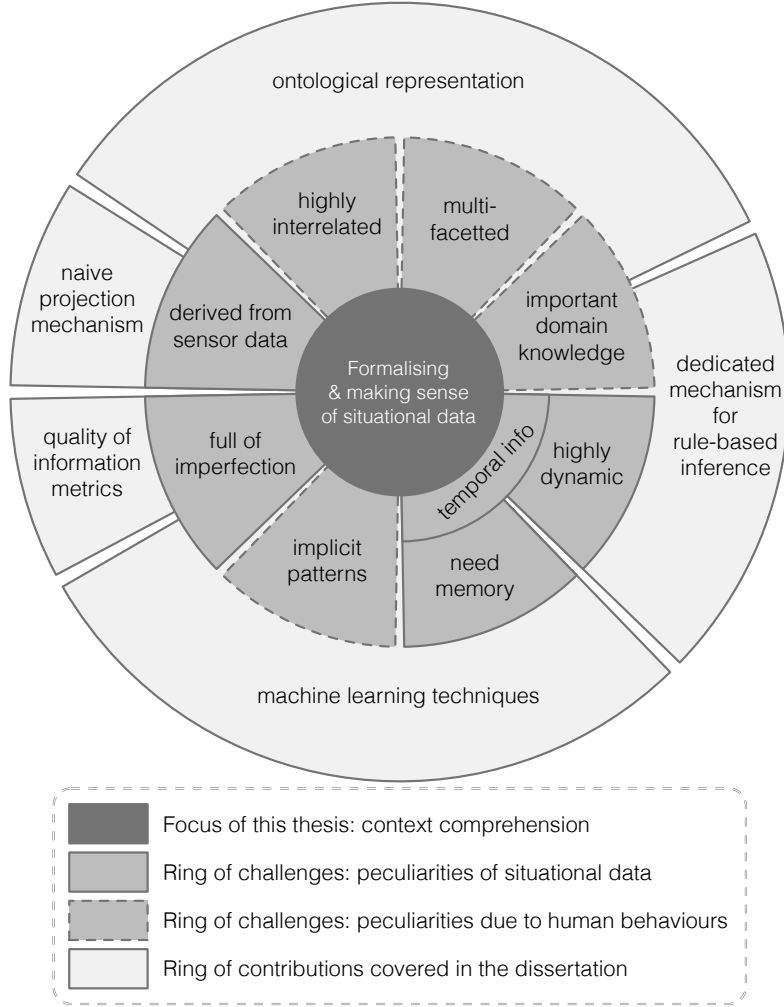 ontological representation
highly
interrelated
multi-
facetted
naive
projection
mechanism
derived from
sensor data
important
domain
knowledge
Formalising
& making sense
of situational data
dedicated
mechanism
for
rule-based
inference
quality of
information
metrics
full of
imperfection
temporal info
highly
dynamic
implicit
patterns
need
memory
machine learning techniques
Focus of this thesis: context comprehension
Ring of challenges: peculiarities of situational data
Ring of challenges: peculiarities due to human behaviours
Ring of contributions covered in the dissertation